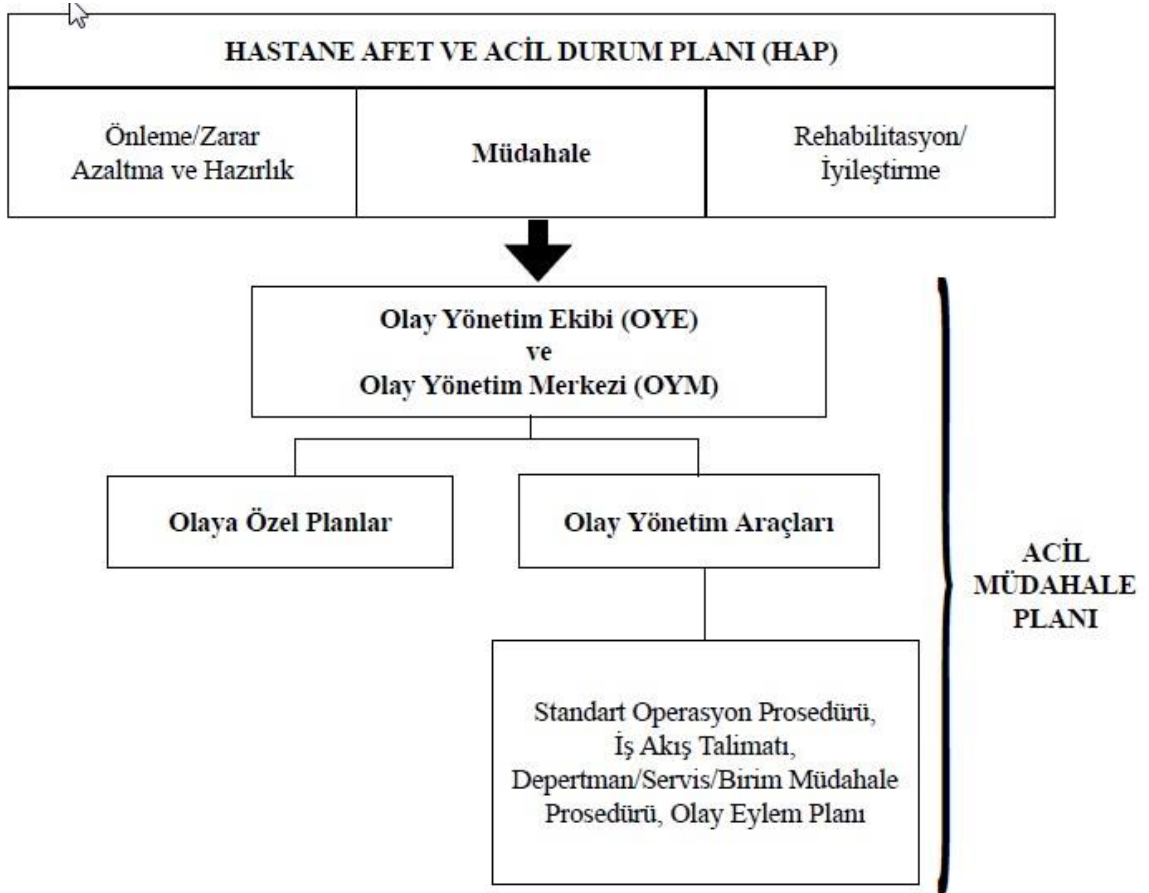 HASTANE AFET VE ACİL DURUM PLANI (HAP)
Önleme/Zarar
Azaltma ve Hazırlık
Müdahale
Rehabilitasyon/
İyileştirme
Olay Yönetim Ekibi (OYE)
ve
Olay Yönetim Merkezi (OYM)
Olaya Özel Planlar
Olay Yönetim Araçları
Standart Operasyon Prosedürü,
İş Akış Talimatı,
Depertman/Servis/Birim Müdahale
Prosedürü, Olay Eylem Planı
ACİL
MÜDAHALE
PLANI